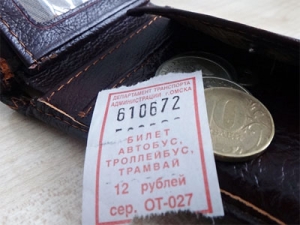 ДЕПАРТАМЕНТ ТРАНСПОРТА
АДМИНИСТРАЦИИ Г.ОМСКА
610672
БИЛЕТ
АВТОБУС,
ТРОЛЛЕЙБУС,
ТРАМВАЙ
12 рублей
сер. ОТ-027